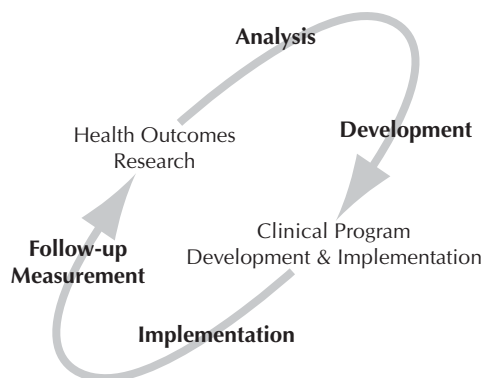 Analysis
Health Outcomes
Research
Development
Clinical Program
Development & Implementation
Follow-up
Measurement
Implementation